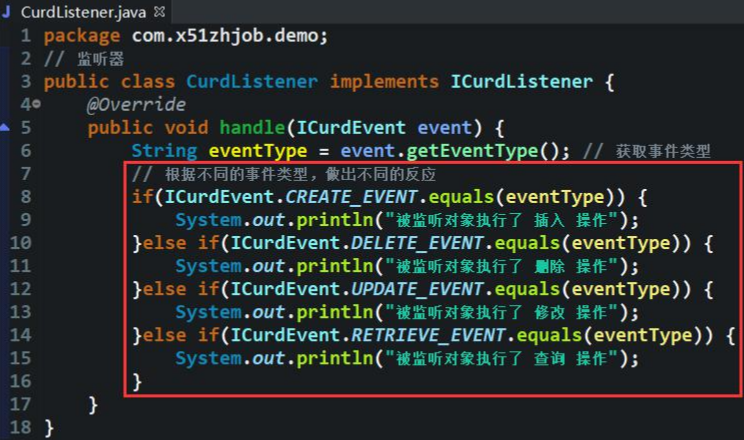 CurdListener.java
1 package com.x51zhjob.demo;
2 // 监听器
3 public class CurdListener implements ICurdListener {
4 @Override
5 public void handle(ICurdEvent event) {
6 String eventType = event.getEventType(); // 获取事件类型
7 // 根据不同的事件类型，做出不同的反应
8 if(ICurdEvent.CREATE_EVENT.equals(eventType)) {
9 System.out.println("被监听对象执行了 插入 操作");
10 }else if(ICurdEvent.DELETE_EVENT.equals(eventType)) {
11 System.out.println("被监听对象执行了 删除 操作");
12 }else if(ICurdEvent.UPDATE_EVENT.equals(eventType)) {
13 System.out.println("被监听对象执行了 修改 操作");
14 }else if(ICurdEvent.RETRIEVE_EVENT.equals(eventType)) {
15 System.out.println("被监听对象执行了 查询 操作");
16 }
17 }
18 }